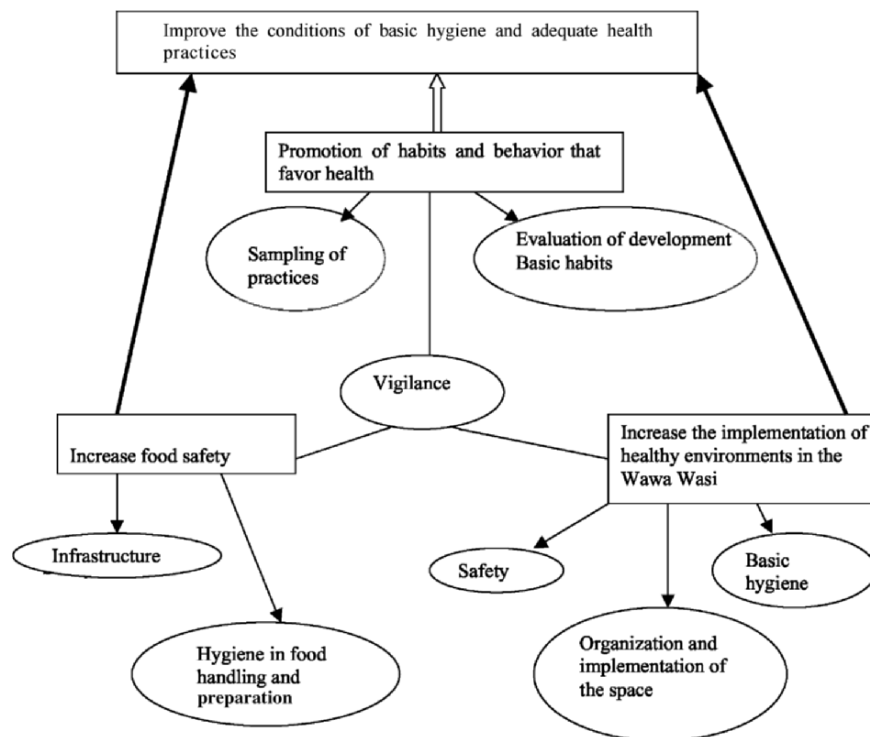 Improve the conditions of basic hygiene and adequate health
practices
Promotion of habits and behavior that
favor health
Sampling of
practices
Evaluation of development
Basic habits
Vigilance
Increase food safety
Increase the implementation of
healthy environments in the
Wawa Wasi
Infrastructure
Safety
Basic
hygiene
Hygiene in food
handling and
preparation
Organization and
implementation of
the space